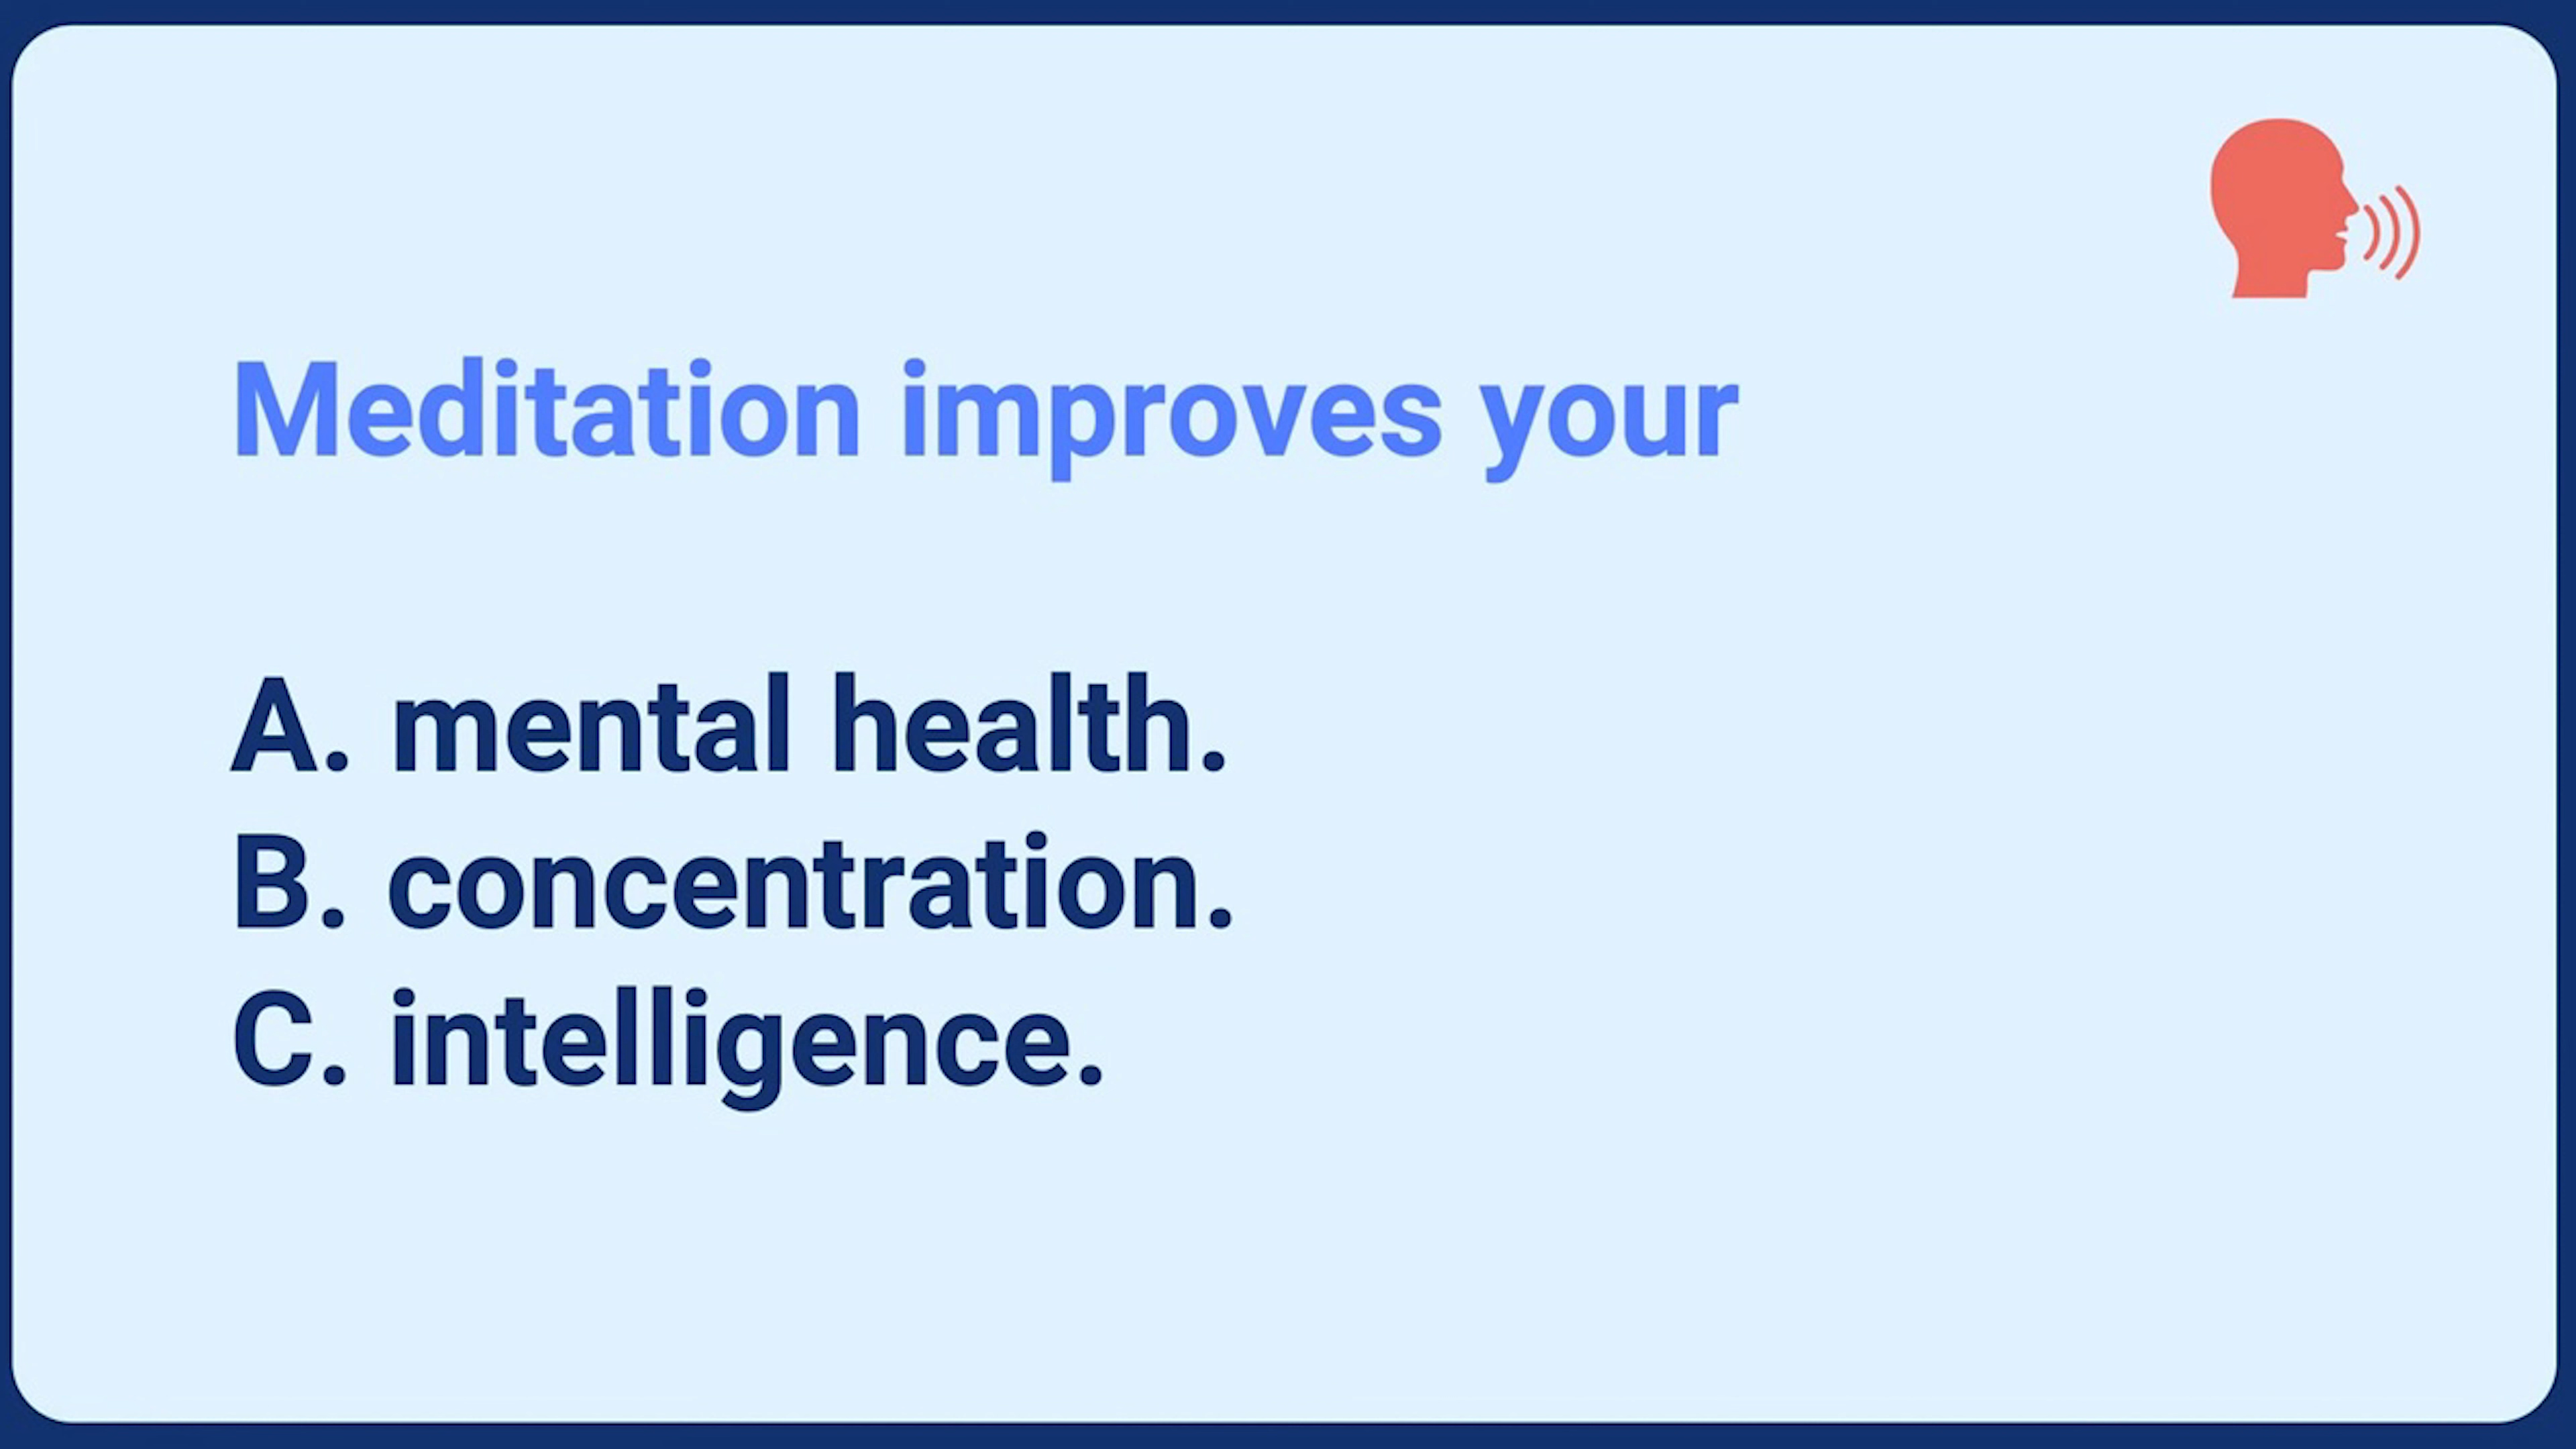 Meditation improves your
A. mental health.
B. concentration.
C. intelligence.